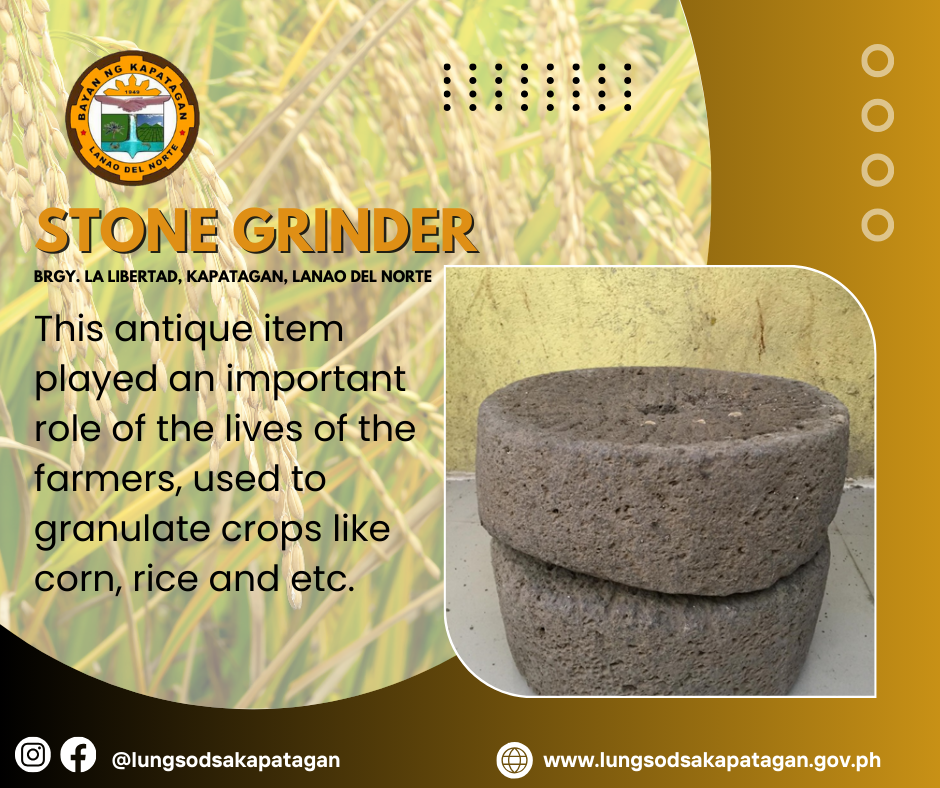 BAYAN NG KAPATAGAN
1949
LANAO DEL NORTE
STONE GRINDER
BRGY. LA LIBERTAD, KAPATAGAN, LANAO DEL NORTE
This antique item
played an important
role of the lives of the
farmers, used to
granulate crops like
corn, rice and etc.
@lungsodsakapatagan
www.lungsodsakapatagan.gov.ph